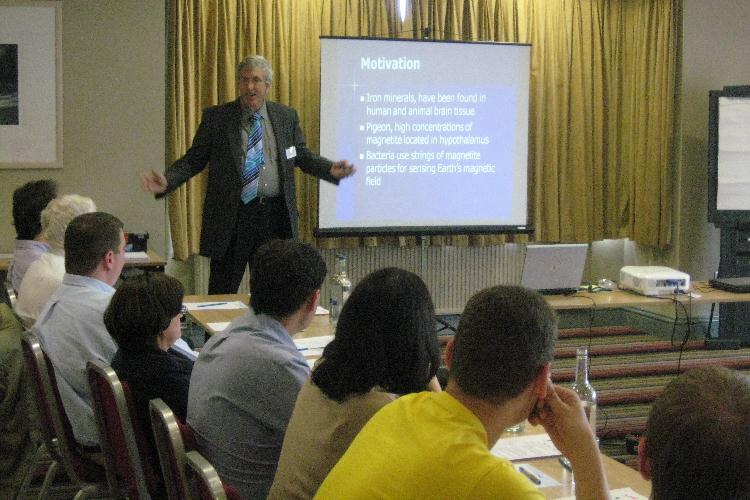 Motivation
Iron minerals, have been found in
human and animal brain tissue.
Pigeon, high concentrations of
magnetite located in hypothalamus
Bacteria use strings of magnetite
particles for sensing Earth's magnetic
field